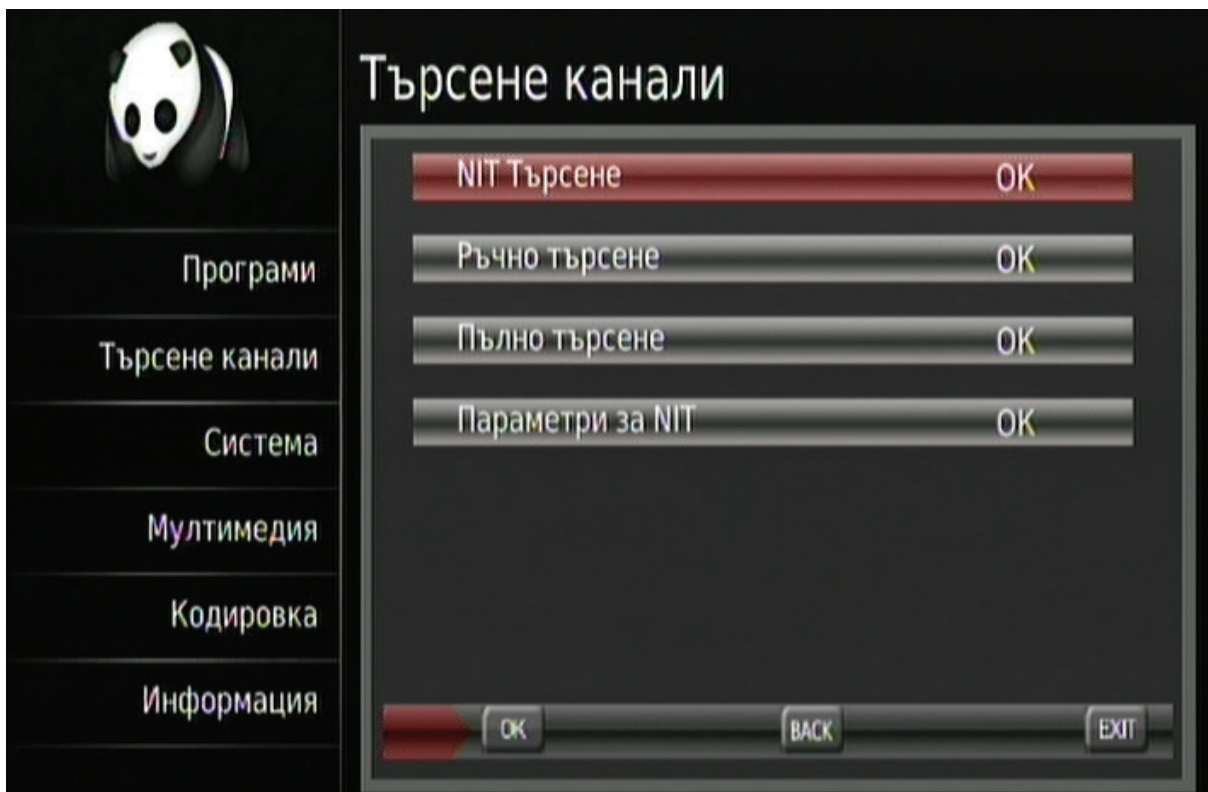 Търсене канали
NIT Търсене OK
Ръчно търсене OK
Пълно търсене OK
Параметри за NIT OK
Програми
Търсене канали
Система
Мултимедия
Кодировка
Информация
OK BACK EXIT